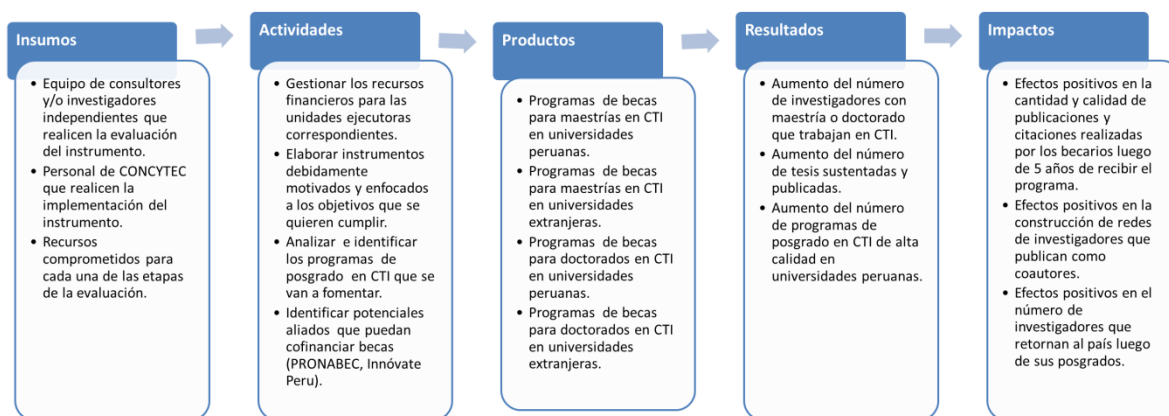 Insumos
• Equipo de consultores
y/o investigadores
independientes que
realicen la evaluación
del instrumento.
• Personal de CONCYTEC
que realicen la
implementación del
instrumento.
• Recursos
comprometidos para
cada una de las etapas
de la evaluación.
Actividades
• Gestionar los recursos
financieros para las
unidades ejecutoras
correspondientes.
• Elaborar instrumentos
debidamente
motivados y enfocados
a los objetivos que se
quieren cumplir.
• Analizar e identificar
los programas de
posgrado en CTI que se
van a fomentar.
• Identificar potenciales
aliados que puedan
cofinanciar becas
(PRONABEC, Innóvate
Peru).
Productos
• Programas de becas
para maestrías en CTI
en universidades
peruanas.
• Programas de becas
para maestrías en CTI
en universidades
extranjeras.
• Programas de becas
para doctorados en CTI
en universidades
peruanas.
• Programas de becas
para doctorados en CTI
en universidades
extranjeras.
Resultados
• Aumento del número
de investigadores con
maestría o doctorado
que trabajan en CTI.
• Aumento del número
de tesis sustentadas y
publicadas.
• Aumento del número
de programas de
posgrado en CTI de alta
calidad en
universidades peruanas.
Impactos
• Efectos positivos en la
cantidad y calidad de
publicaciones y
citaciones realizadas
por los becarios luego
de 5 años de recibir el
programa.
• Efectos positivos en la
construcción de redes
de investigadores que
publican como
coautores.
• Efectos positivos en el
número de
investigadores que
retornan al país luego
de sus posgrados.